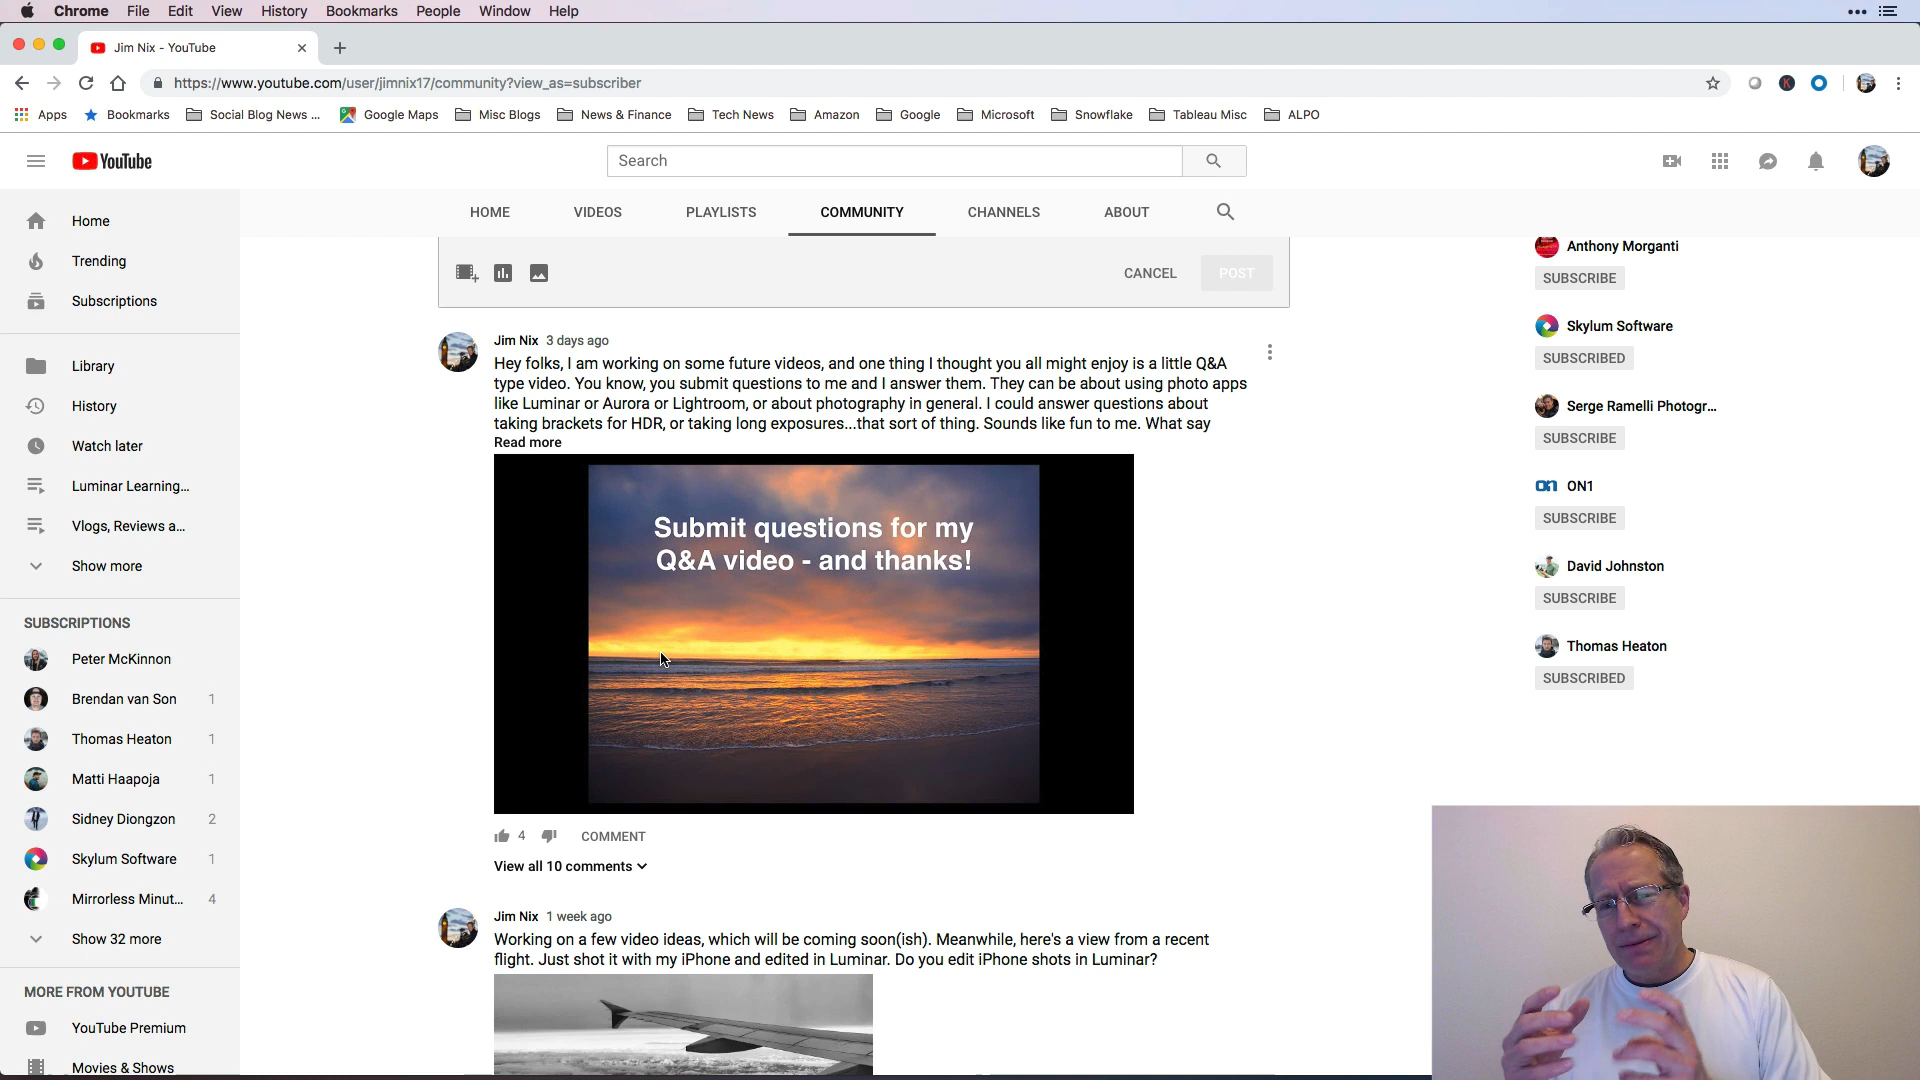 Chrome File Edit View History Bookmarks People Window Help
Jim Nix - YouTube
https://www.youtube.com/user/jimnix17/community?view_as=subscriber
Apps Bookmarks Social Blog News ... Google Maps Misc Blogs News & Finance Tech News Amazon Google Microsoft Snowflake Tableau Misc ALPO
YouTube
Search
HOME VIDEOS PLAYLISTS COMMUNITY CHANNELS ABOUT
Home
Trending
Subscriptions
Library
History
Watch later
Luminar Learning...
Vlogs, Reviews a...
Show more
SUBSCRIPTIONS
Peter McKinnon
Brendan van Son 1
Thomas Heaton 1
Matti Haapoja 1
Sidney Diongzon 2
Skylum Software 1
Mirrorless Minut... 4
Show 32 more
MORE FROM YOUTUBE
YouTube Premium
Movies & Shows
CANCEL POST
Jim Nix 3 days ago
Hey folks, I am working on some future videos, and one thing I thought you all might enjoy is a little Q&A
type video. You know, you submit questions to me and I answer them. They can be about using photo apps
like Luminar or Aurora or Lightroom, or about photography in general. I could answer questions about
taking brackets for HDR, or taking long exposures...that sort of thing. Sounds like fun to me. What say
Read more
Submit questions for my
Q&A video - and thanks!
4 COMMENT
View all 10 comments
Jim Nix 1 week ago
Working on a few video ideas, which will be coming soon(ish). Meanwhile, here's a view from a recent
flight. Just shot it with my iPhone and edited in Luminar. Do you edit iPhone shots in Luminar?
Anthony Morganti
SUBSCRIBE
Skylum Software
SUBSCRIBED
Serge Ramelli Photogr...
SUBSCRIBE
ON1
SUBSCRIBE
David Johnston
SUBSCRIBE
Thomas Heaton
SUBSCRIBED